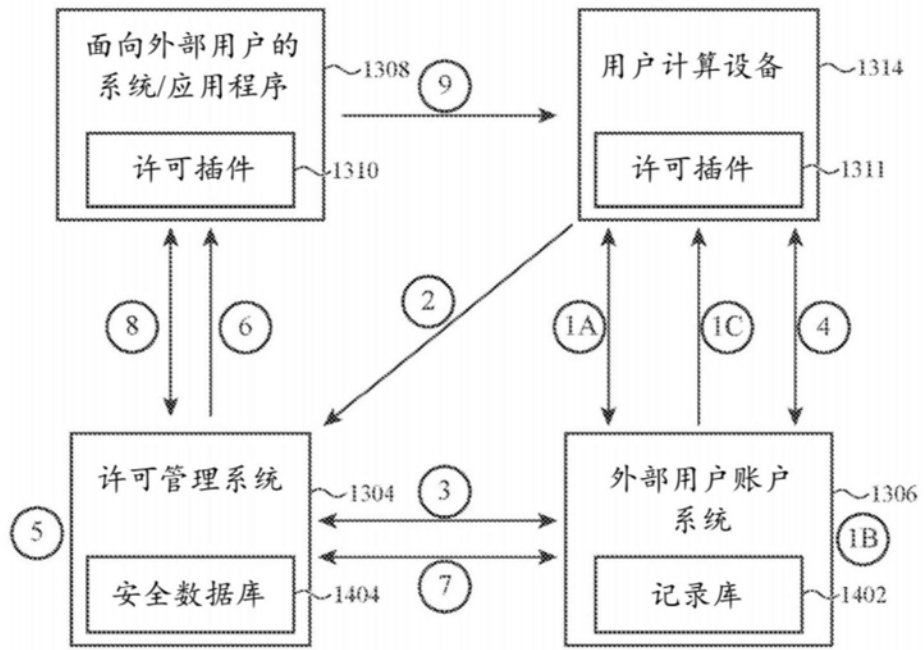 面向外部用户的
系统/应用程序
1308
许可插件
1310
9
用户计算设备
1314
许可插件
1311
8
6
2
1A
1C
4
许可管理系统
1304
5
安全数据库
1404
3
7
外部用户账户
系统
1306
1B
记录库
1402